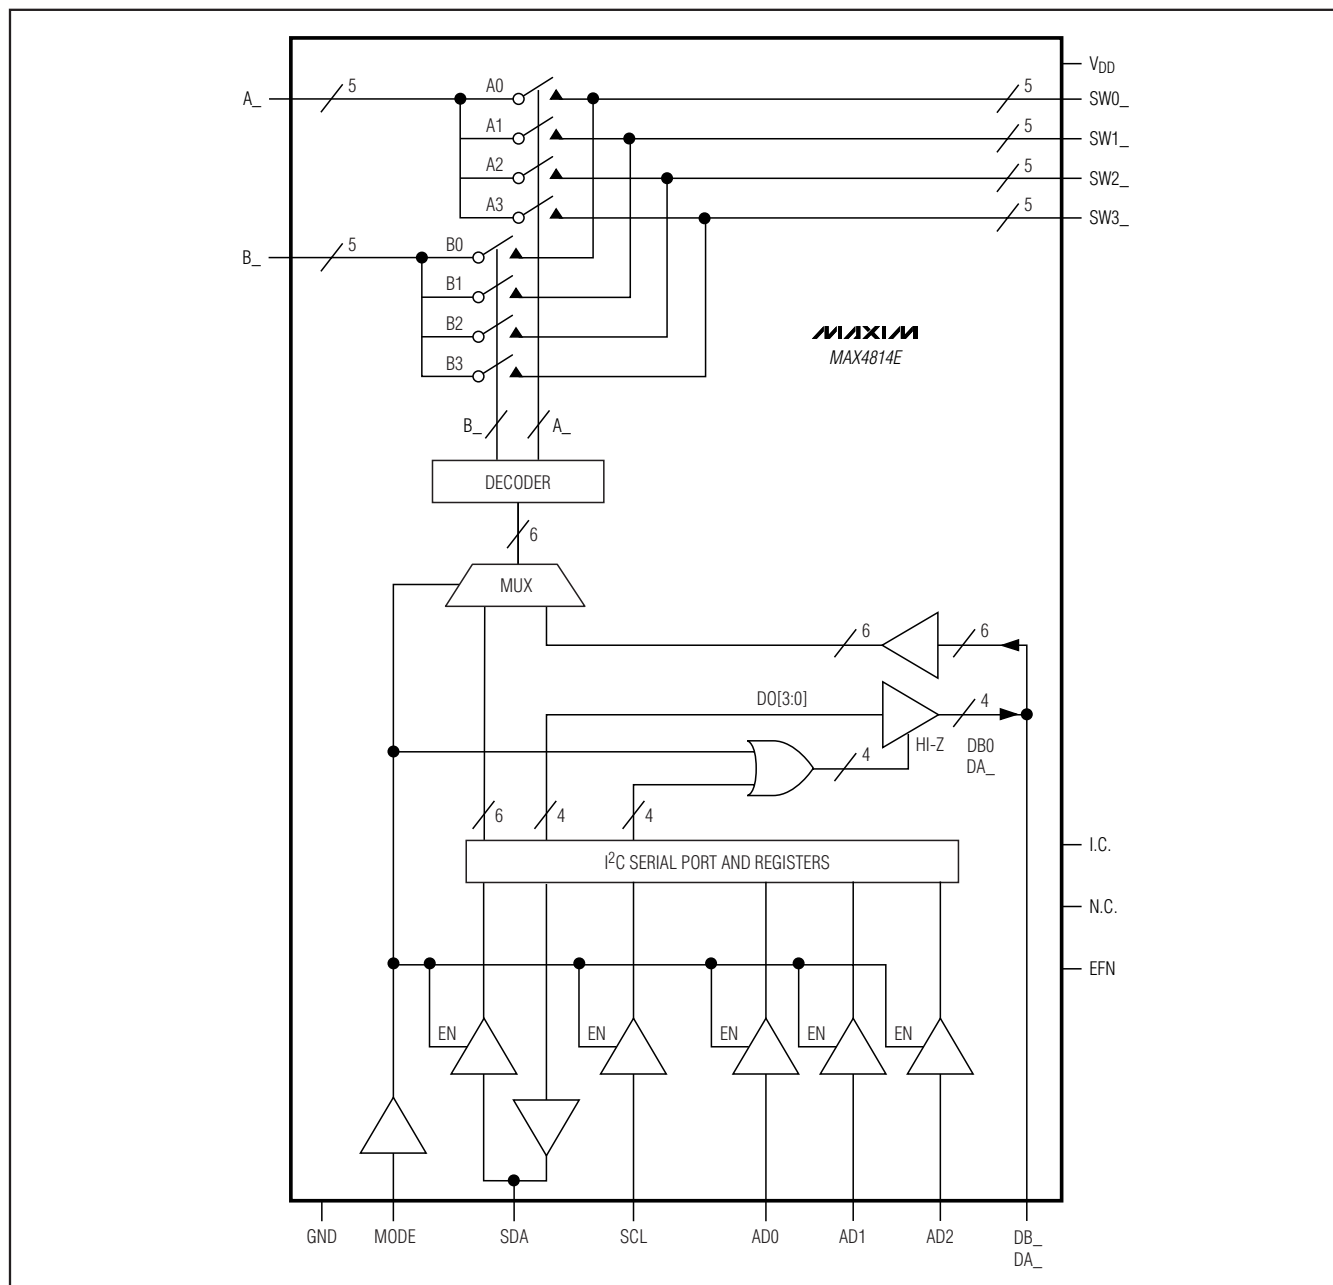 VDD
A_ 5 A0 5 SW0_
A1 5 SW1_
A2 5 SW2_
A3 5 SW3_
B_ 5 B0
B1
B2
B3
MAXIM
MAX4814E
B_ A_
DECODER
6
MUX
6 6
DO[3:0] 4
HI-Z DB0
DA_
4
6 4 4
I.C.
I²C SERIAL PORT AND REGISTERS
N.C.
EFN
EN EN EN EN EN
GND MODE SDA SCL AD0 AD1 AD2 DB_
DA_